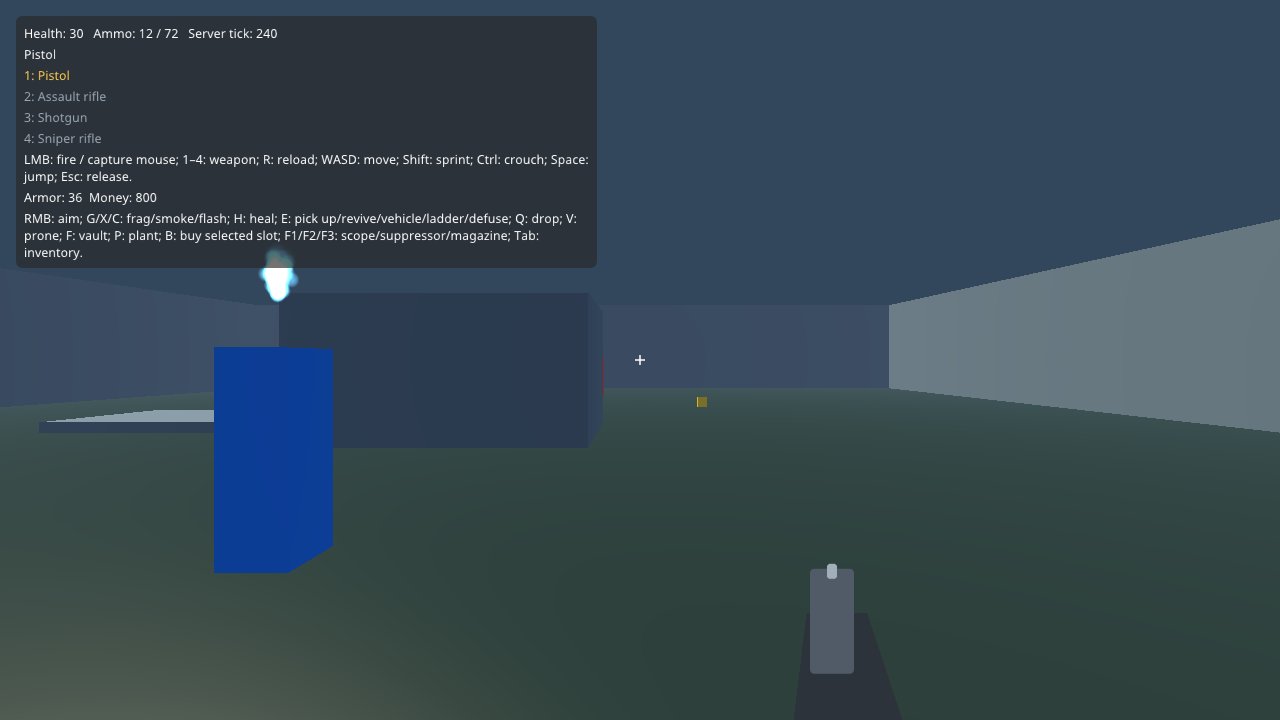 Health: 30   Ammo: 12 / 72   Server tick: 240
Pistol
1: Pistol
2: Assault rifle
3: Shotgun
4: Sniper rifle
LMB: fire / capture mouse; 1–4: weapon; R: reload; WASD: move; Shift: sprint; Ctrl: crouch; Space:
jump; Esc: release.
Armor: 36  Money: 800
RMB: aim; G/X/C: frag/smoke/flash; H: heal; E: pick up/revive/vehicle/ladder/defuse; Q: drop; V:
prone; F: vault; P: plant; B: buy selected slot; F1/F2/F3: scope/suppressor/magazine; Tab:
inventory.